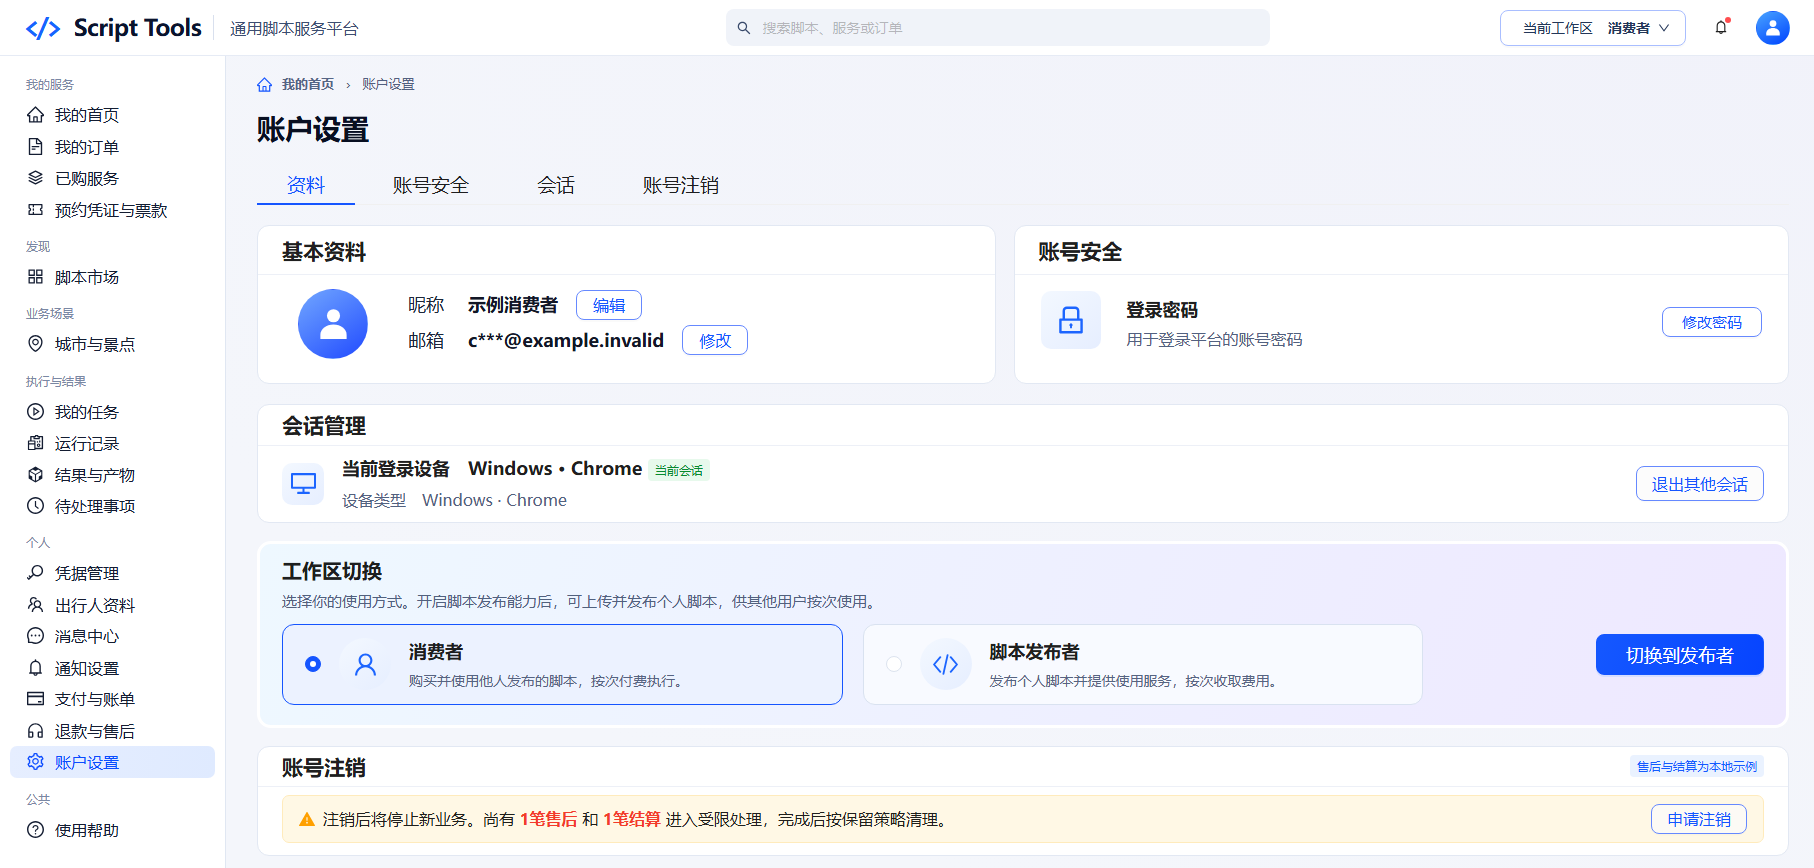 </> Script Tools 通用脚本服务平台
搜索脚本、服务或订单
当前工作区 消费者
我的服务
我的首页
我的订单
已购服务
预约凭证与票款
发现
脚本市场
业务场景
城市与景点
执行与结果
我的任务
运行记录
结果与产物
待处理事项
个人
凭据管理
出行人资料
消息中心
通知设置
支付与账单
退款与售后
账户设置
公共
使用帮助
我的首页 › 账户设置
账户设置
资料 账号安全 会话 账号注销
基本资料
昵称 示例消费者 编辑
邮箱 c***@example.invalid 修改
账号安全
登录密码
用于登录平台的账号密码
修改密码
会话管理
当前登录设备 Windows • Chrome 当前会话
设备类型 Windows · Chrome
退出其他会话
工作区切换
选择你的使用方式。开启脚本发布能力后，可上传并发布个人脚本，供其他用户按次使用。
消费者
购买并使用他人发布的脚本，按次付费执行。
脚本发布者
发布个人脚本并提供使用服务，按次收取费用。
切换到发布者
账号注销
售后与结算为本地示例
注销后将停止新业务。尚有 1笔售后 和 1笔结算 进入受限处理，完成后按保留策略清理。
申请注销